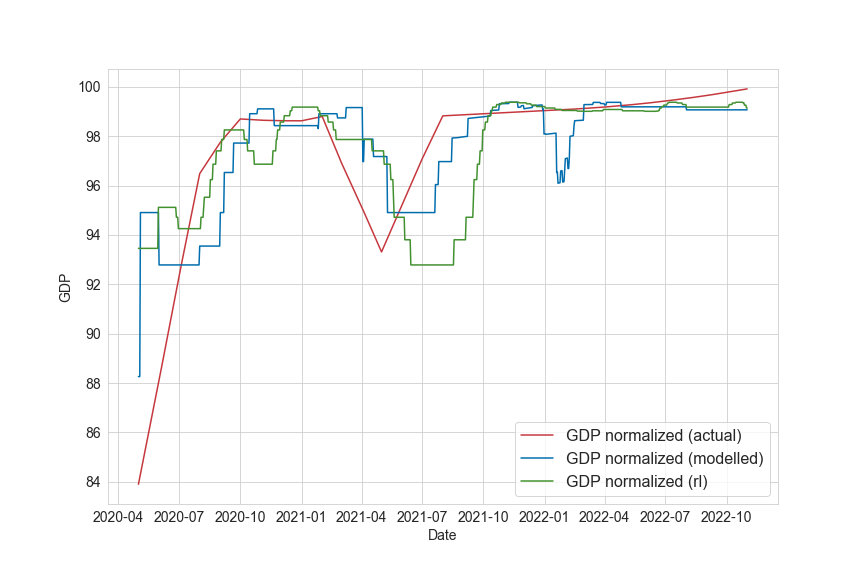 100
98
96
94
92
90
88
86
84
GDP
GDP normalized (actual)
GDP normalized (modelled)
GDP normalized (rl)
2020-04 2020-07 2020-10 2021-01 2021-04 2021-07 2021-10 2022-01 2022-04 2022-07 2022-10
Date